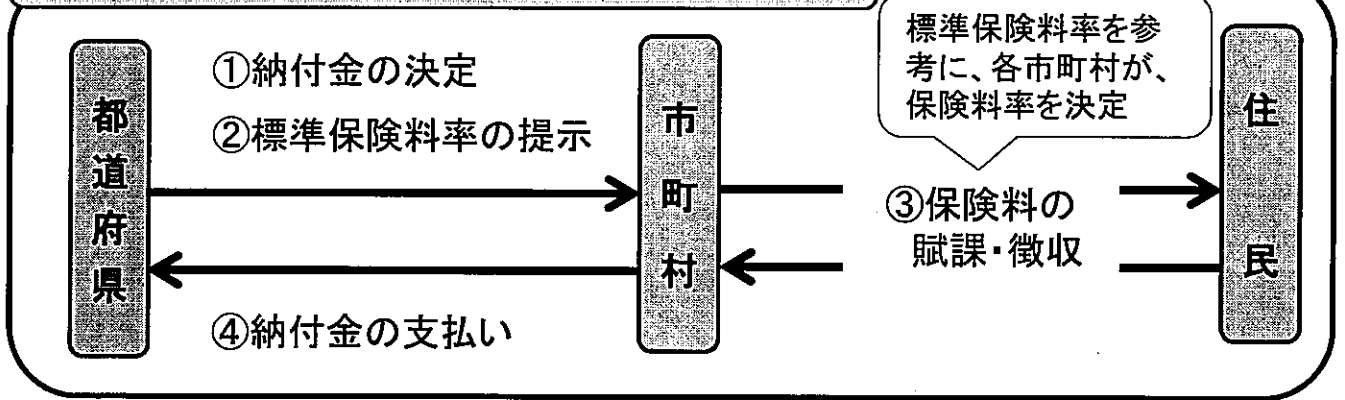 都道府県
①納付金の決定
②標準保険料率の提示
④納付金の支払い
市町村
標準保険料率を参
考に、各市町村が、
保険料率を決定
③保険料の
賦課・徴収
住民